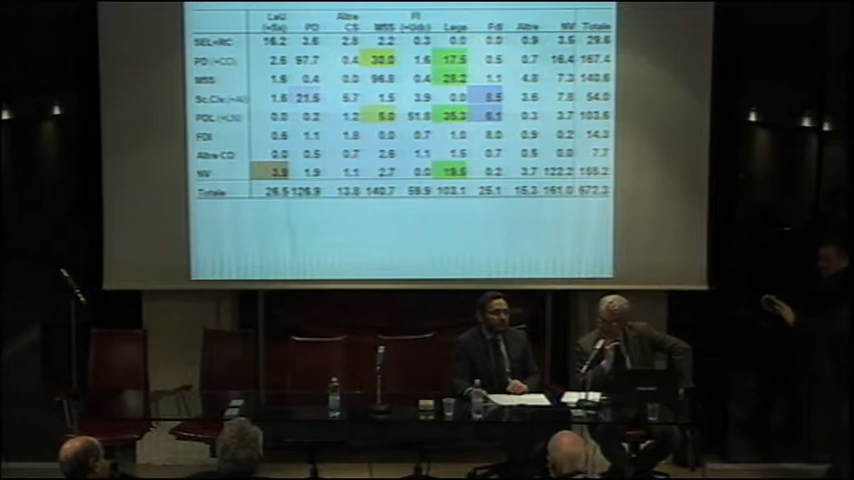 LeU PD Altre M5S FI Lega FdI Altre NV Totale
(+Si) CS (+Udc)
SEL+RC 16.2 3.6 2.8 2.2 0.3 0.0 0.0 0.9 3.5 29.6
PD (+CD) 2.6 97.7 0.4 30.0 1.6 17.5 0.5 0.7 16.4 167.4
M5S 1.6 0.4 0.0 96.8 0.4 28.2 1.1 4.8 7.3 140.6
Sc.Civ. 1.6 21.5 5.7 1.5 3.9 0.0 8.5 3.6 7.8 54.0
PDL (+LN) 0.0 0.2 1.2 5.0 51.8 35.3 6.1 0.3 3.7 103.6
FDI 0.6 1.1 1.8 0.0 0.7 1.0 8.0 0.9 0.2 14.3
Altre CD 0.0 0.5 0.7 2.6 1.1 1.5 0.7 0.5 0.0 7.7
NV 3.9 1.9 1.1 2.7 0.0 19.5 0.2 3.7 122.2 155.2
Totale 26.5 126.9 13.8 140.7 59.9 103.1 25.1 15.3 161.0 672.3